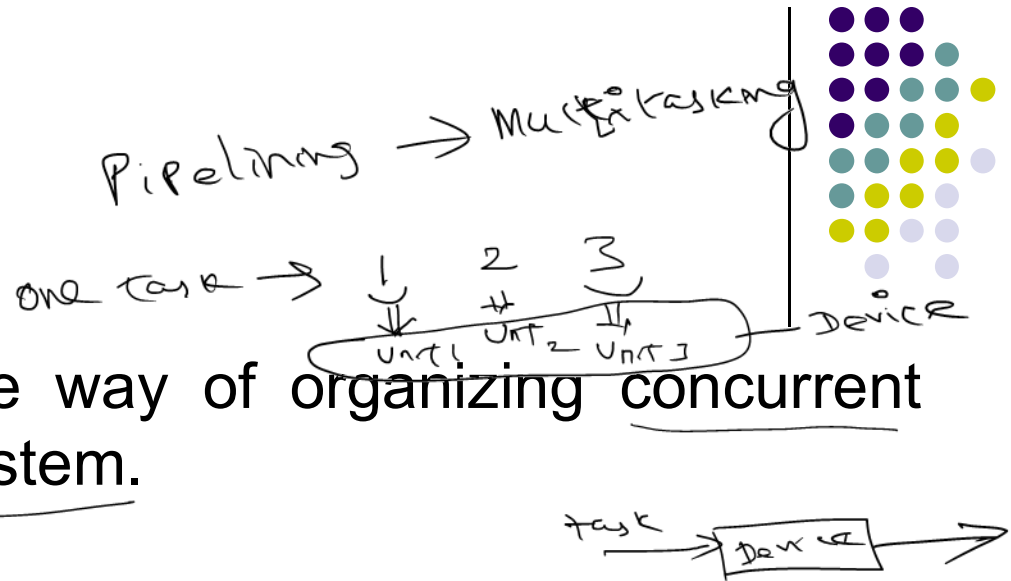 Pipelining → Multitasking
one task → 1 2 3
Device
Unit 1 Unit 2 Unit 3
e way of organizing concurrent
stem.
task
Device